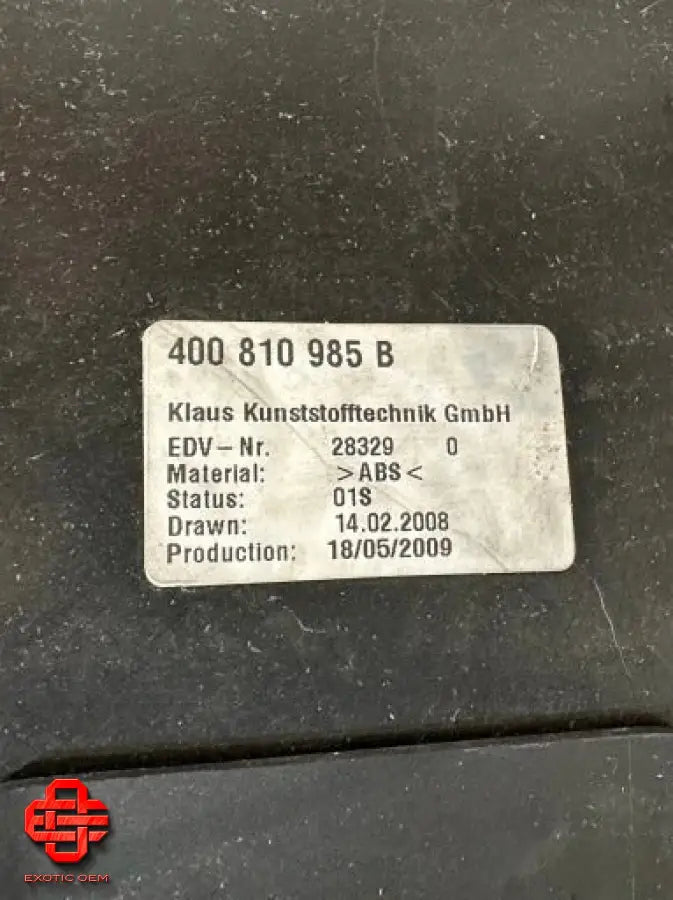 400 810 985 B
Klaus Kunststofftechnik GmbH
EDV-Nr. 28329 0
Material: >ABS<
Status: 01S
Drawn: 14.02.2008
Production: 18/05/2009
EXOTIC OEM